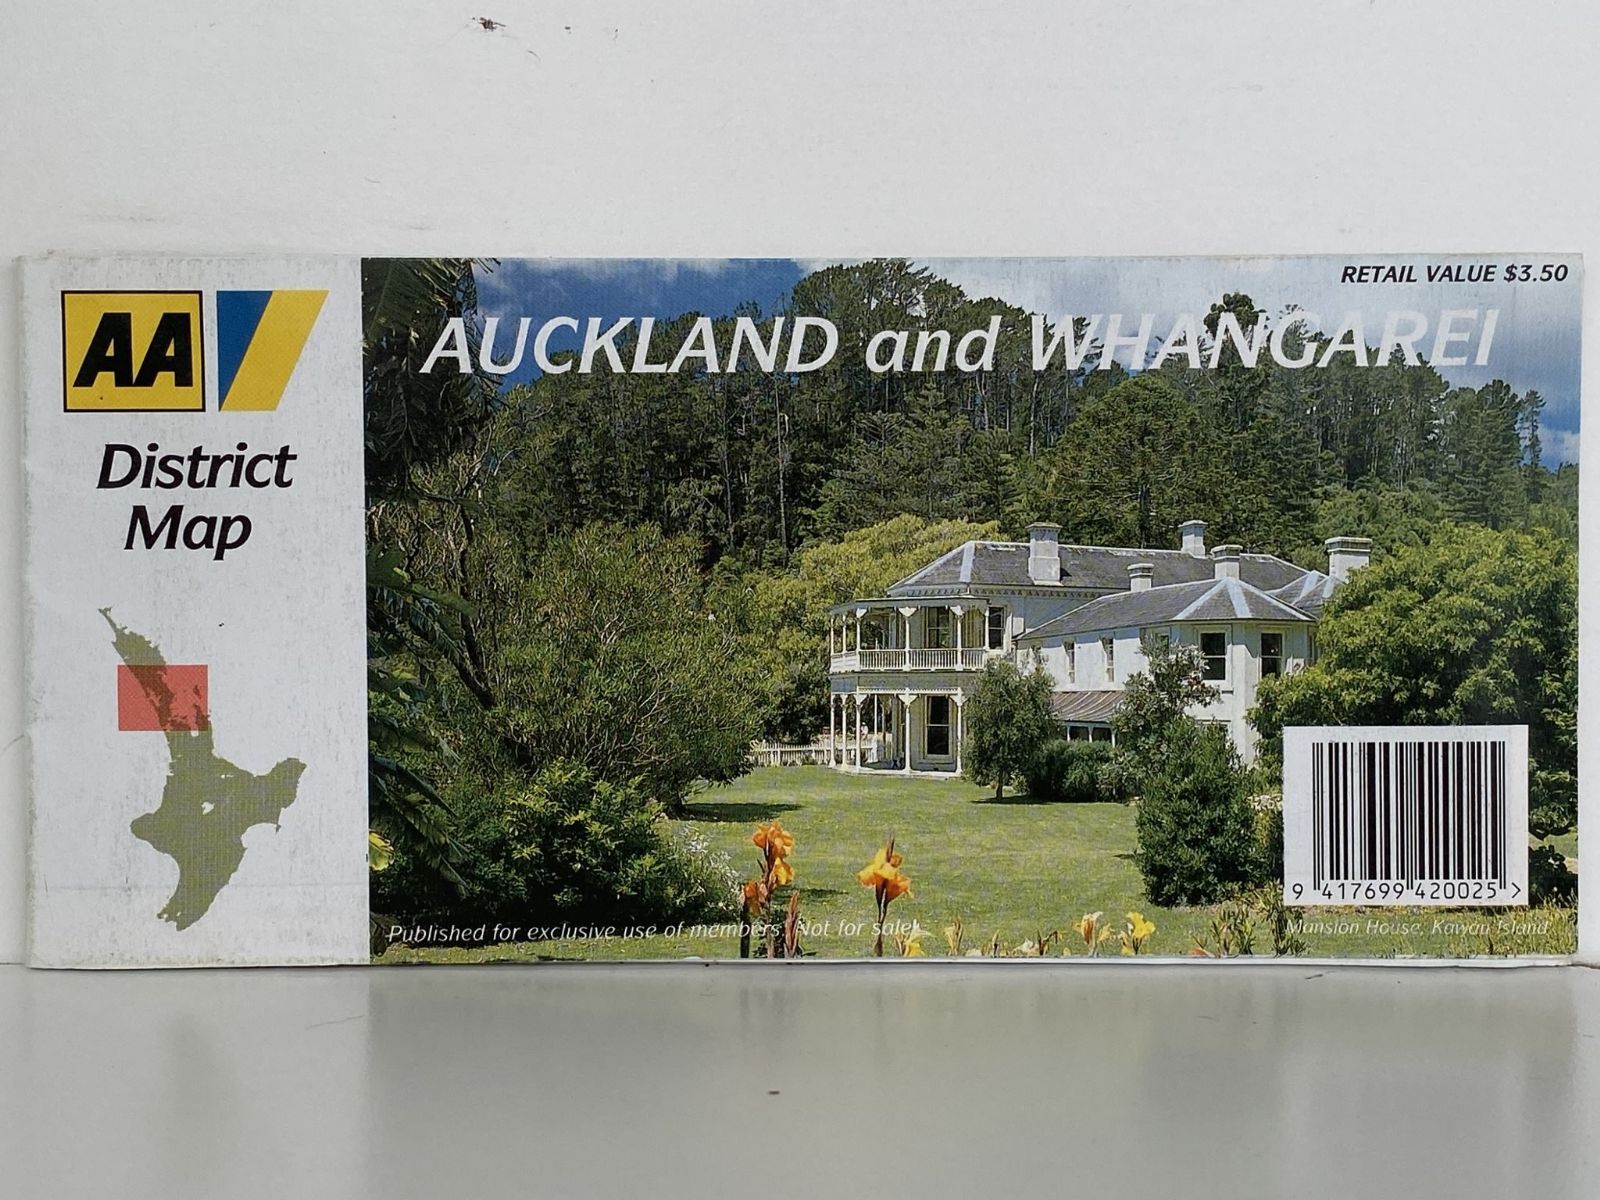 AA
District
Map
RETAIL VALUE $3.50
AUCKLAND and WHANGAREI
9 417699 420025 >
Published for exclusive use of members. Not for sale!
Mansion House, Kawau Island